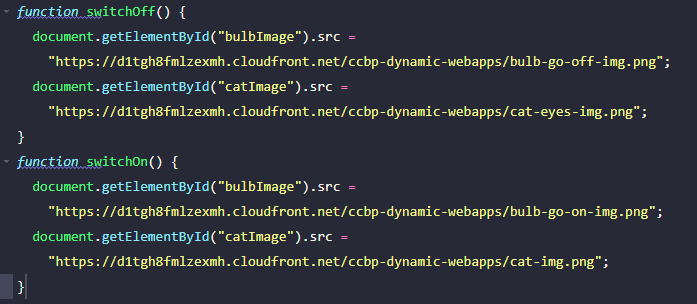 function switchOff() {
document.getElementById("bulbImage").src =
"https://d1tgh8fmlzexmh.cloudfront.net/ccbp-dynamic-webapps/bulb-go-off-img.png";
document.getElementById("catImage").src =
"https://d1tgh8fmlzexmh.cloudfront.net/ccbp-dynamic-webapps/cat-eyes-img.png";
}
function switchOn() {
document.getElementById("bulbImage").src =
"https://d1tgh8fmlzexmh.cloudfront.net/ccbp-dynamic-webapps/bulb-go-on-img.png";
document.getElementById("catImage").src =
"https://d1tgh8fmlzexmh.cloudfront.net/ccbp-dynamic-webapps/cat-img.png";
}